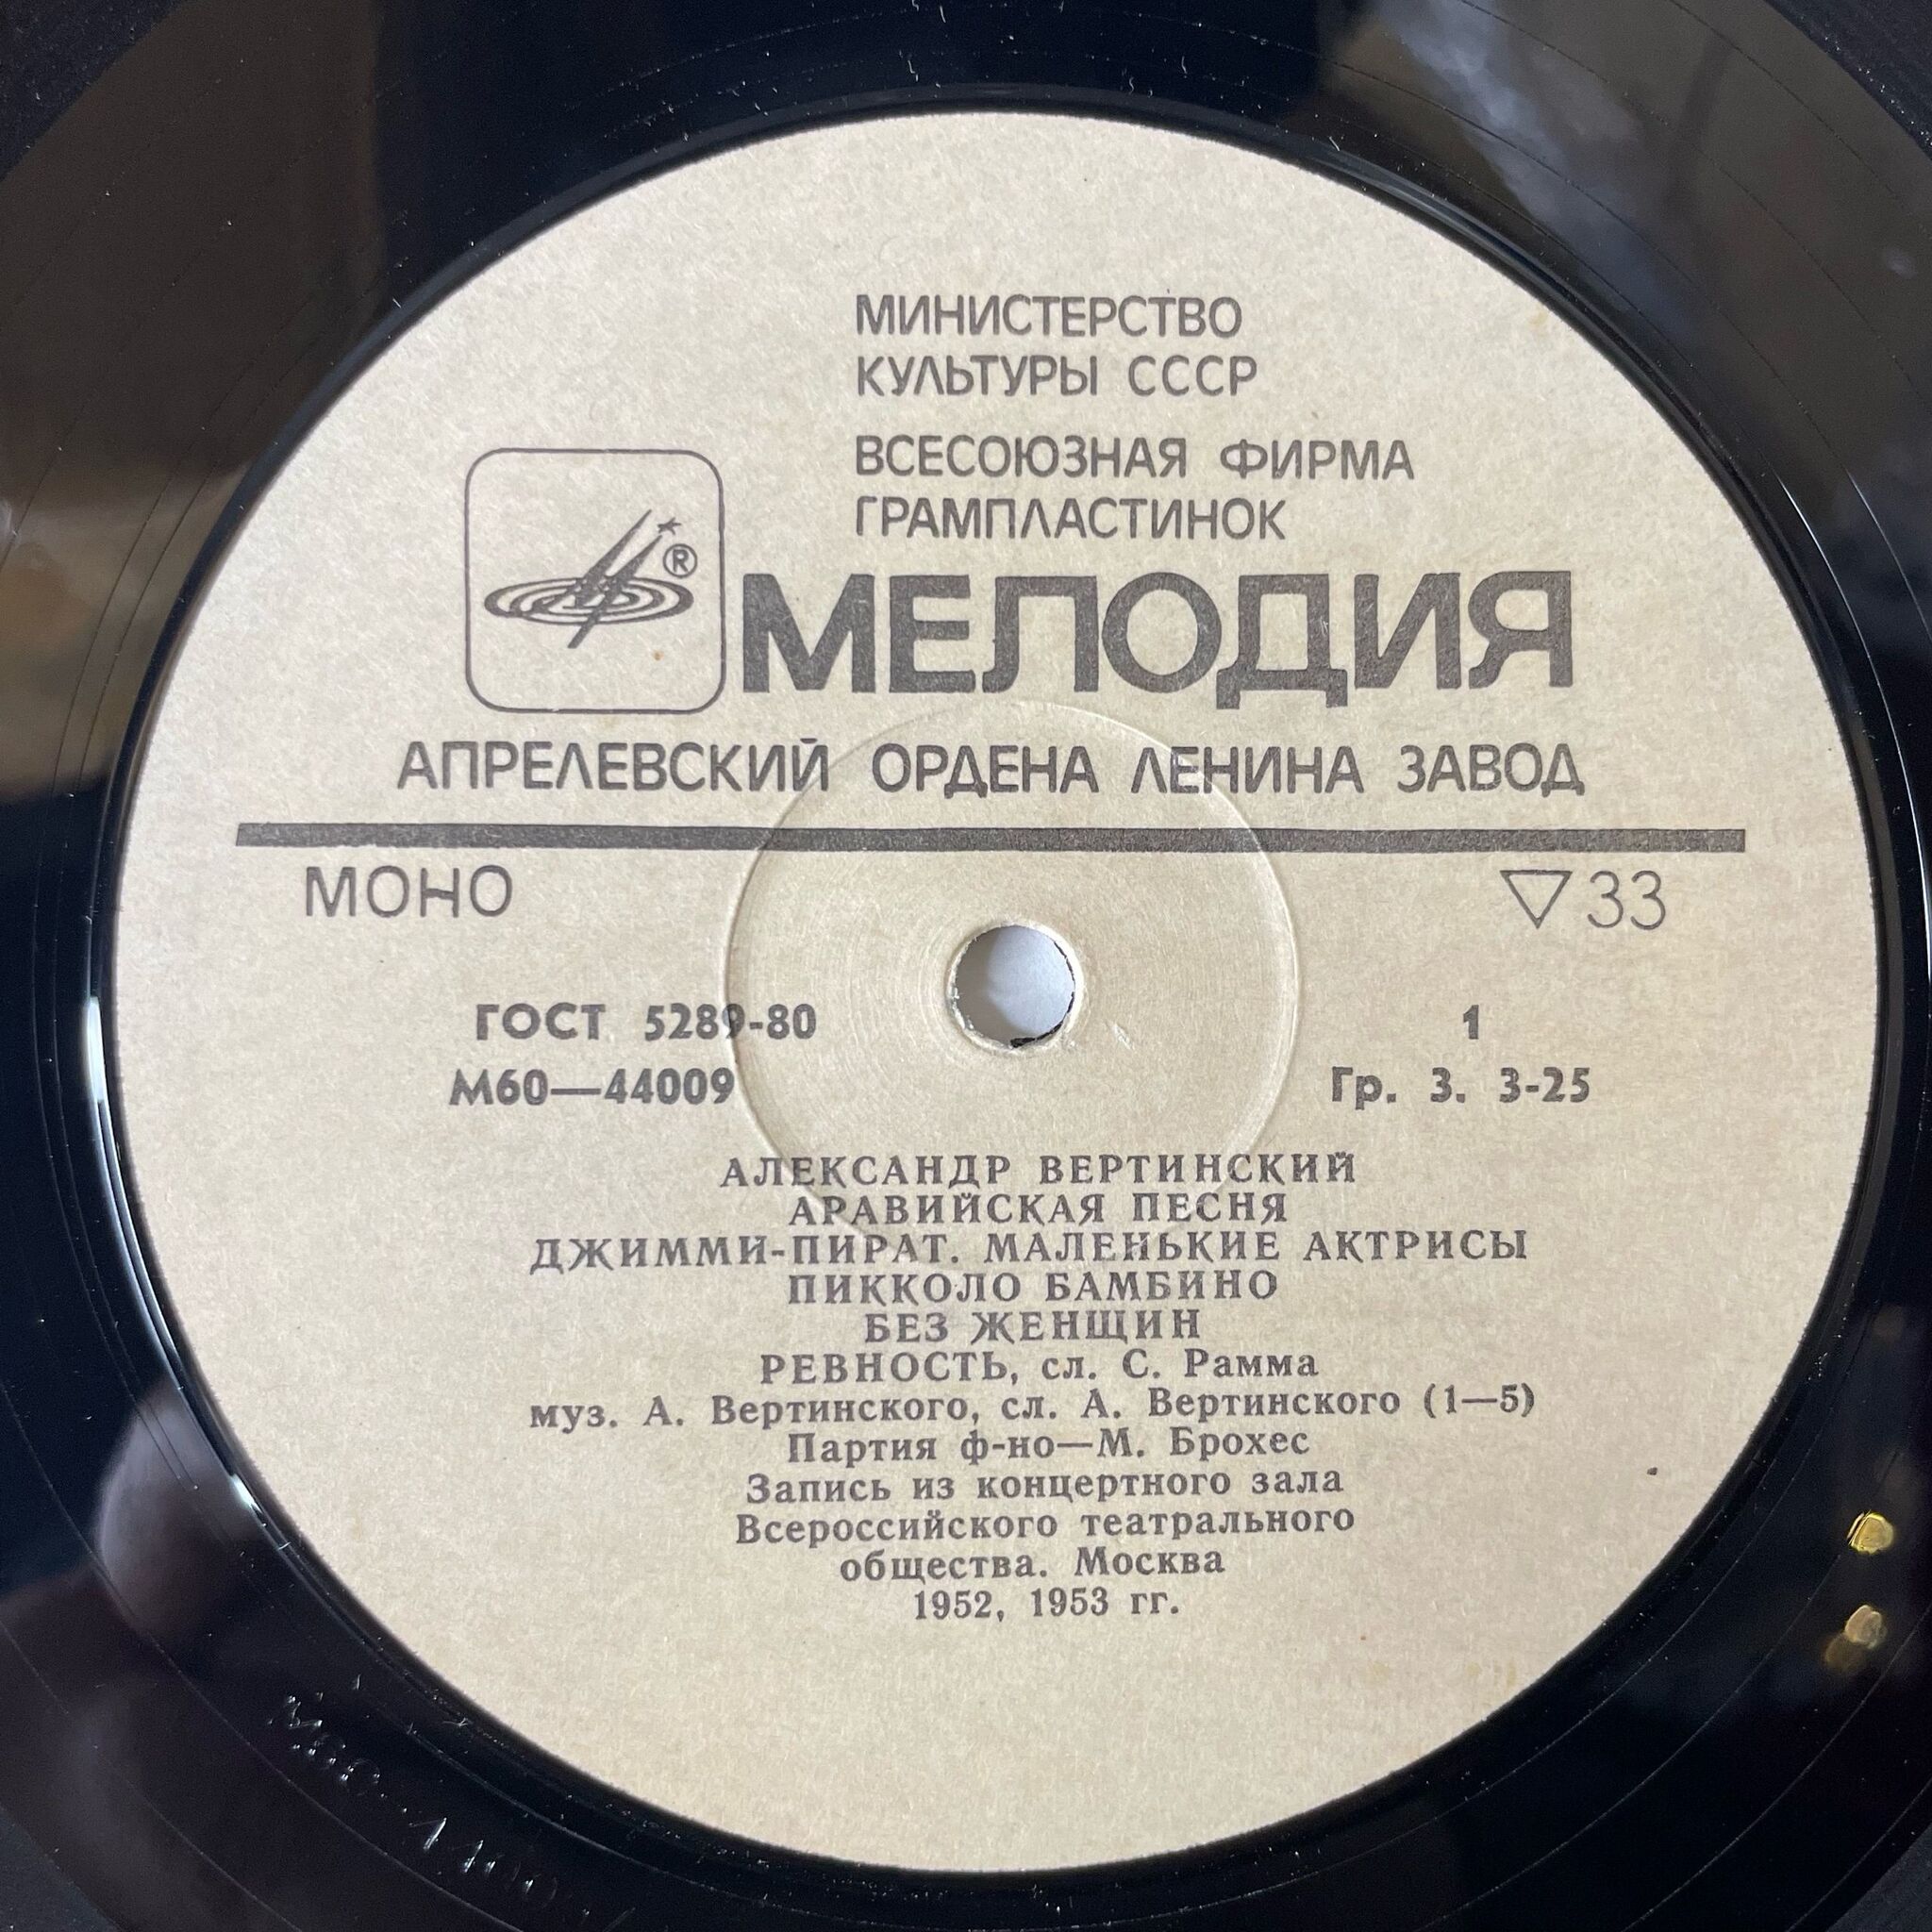 МИНИСТЕРСТВО
КУЛЬТУРЫ СССР
ВСЕСОЮЗНАЯ ФИРМА
ГРАМПЛАСТИНОК
®
МЕЛОДИЯ
АПРЕЛЕВСКИЙ ОРДЕНА ЛЕНИНА ЗАВОД
МОНО ▽33
ГОСТ 5289-80 1
М60—44009 Гр. 3. 3-25
АЛЕКСАНДР ВЕРТИНСКИЙ
АРАВИЙСКАЯ ПЕСНЯ
ДЖИММИ-ПИРАТ. МАЛЕНЬКИЕ АКТРИСЫ
ПИККОЛО БАМБИНО
БЕЗ ЖЕНЩИН
РЕВНОСТЬ, сл. С. Рамма
муз. А. Вертинского, сл. А. Вертинского (1—5)
Партия ф-но—М. Брохес
Запись из концертного зала
Всероссийского театрального
общества. Москва
1952, 1953 гг.